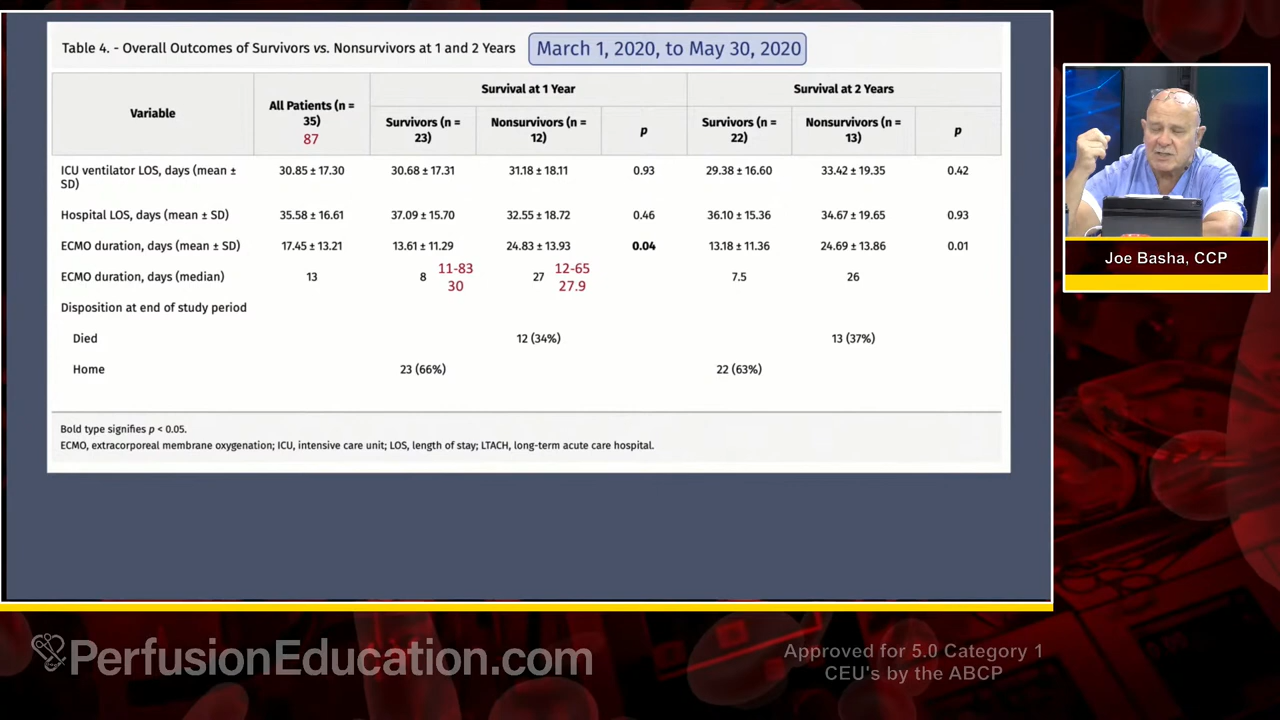 Table 4. - Overall Outcomes of Survivors vs. Nonsurvivors at 1 and 2 Years March 1, 2020, to May 30, 2020
Survival at 1 Year Survival at 2 Years
Variable
All Patients (n =
35)
87
Survivors (n =
23)
Nonsurvivors (n =
12)
p
Survivors (n =
22)
Nonsurvivors (n =
13)
p
ICU ventilator LOS, days (mean ±
SD)
30.85 ± 17.30 30.68 ± 17.31 31.18 ± 18.11 0.93 29.38 ± 16.60 33.42 ± 19.35 0.42
Hospital LOS, days (mean ± SD) 35.58 ± 16.61 37.09 ± 15.70 32.55 ± 18.72 0.46 36.10 ± 15.36 34.67 ± 19.65 0.93
ECMO duration, days (mean ± SD) 17.45 ± 13.21 13.61 ± 11.29 24.83 ± 13.93 0.04 13.18 ± 11.36 24.69 ± 13.86 0.01
ECMO duration, days (median) 13 8 11-83 27 12-65 7.5 26
30 27.9
Disposition at end of study period
Died 12 (34%) 13 (37%)
Home 23 (66%) 22 (63%)
Bold type signifies p < 0.05.
ECMO, extracorporeal membrane oxygenation; ICU, intensive care unit; LOS, length of stay; LTACH, long-term acute care hospital.
Joe Basha, CCP
PerfusionEducation.com
Approved for 5.0 Category 1
CEU's by the ABCP